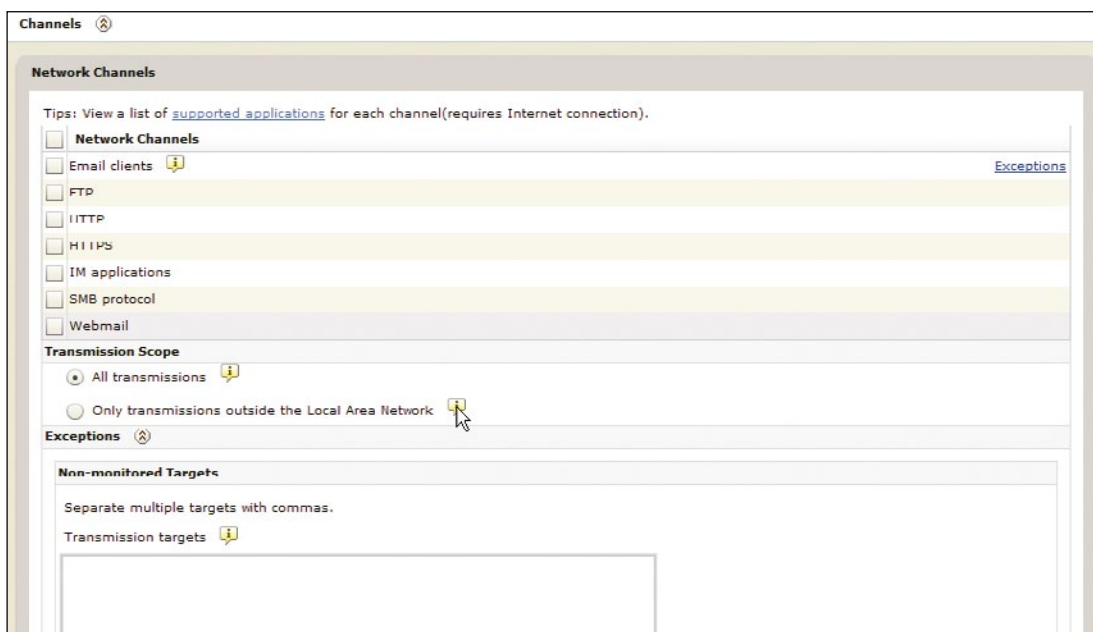 Channels
Network Channels
Tips: View a list of supported applications for each channel(requires Internet connection).
Network Channels
Email clients
Exceptions
FTP
HTTP
HTTPS
IM applications
SMB protocol
Webmail
Transmission Scope
All transmissions
Only transmissions outside the Local Area Network
Exceptions
Non-monitored Targets
Separate multiple targets with commas.
Transmission targets